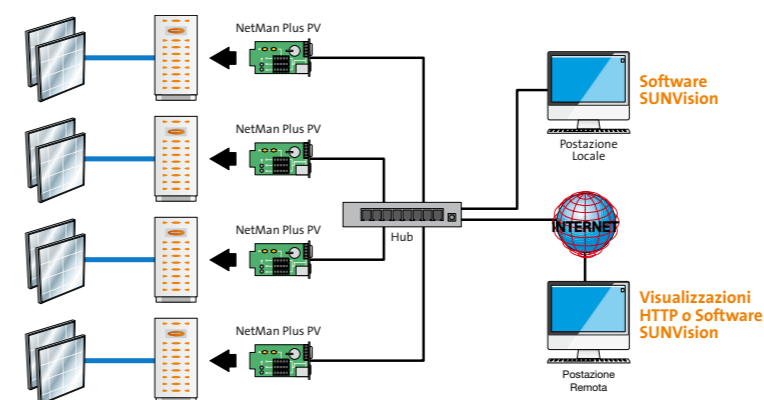 NetMan Plus PV
Software
SUNVision
Postazione
Locale
NetMan Plus PV
Hub
INTERNET
NetMan Plus PV
Visualizzazioni
HTTP o Software
SUNVision
NetMan Plus PV
Postazione
Remota